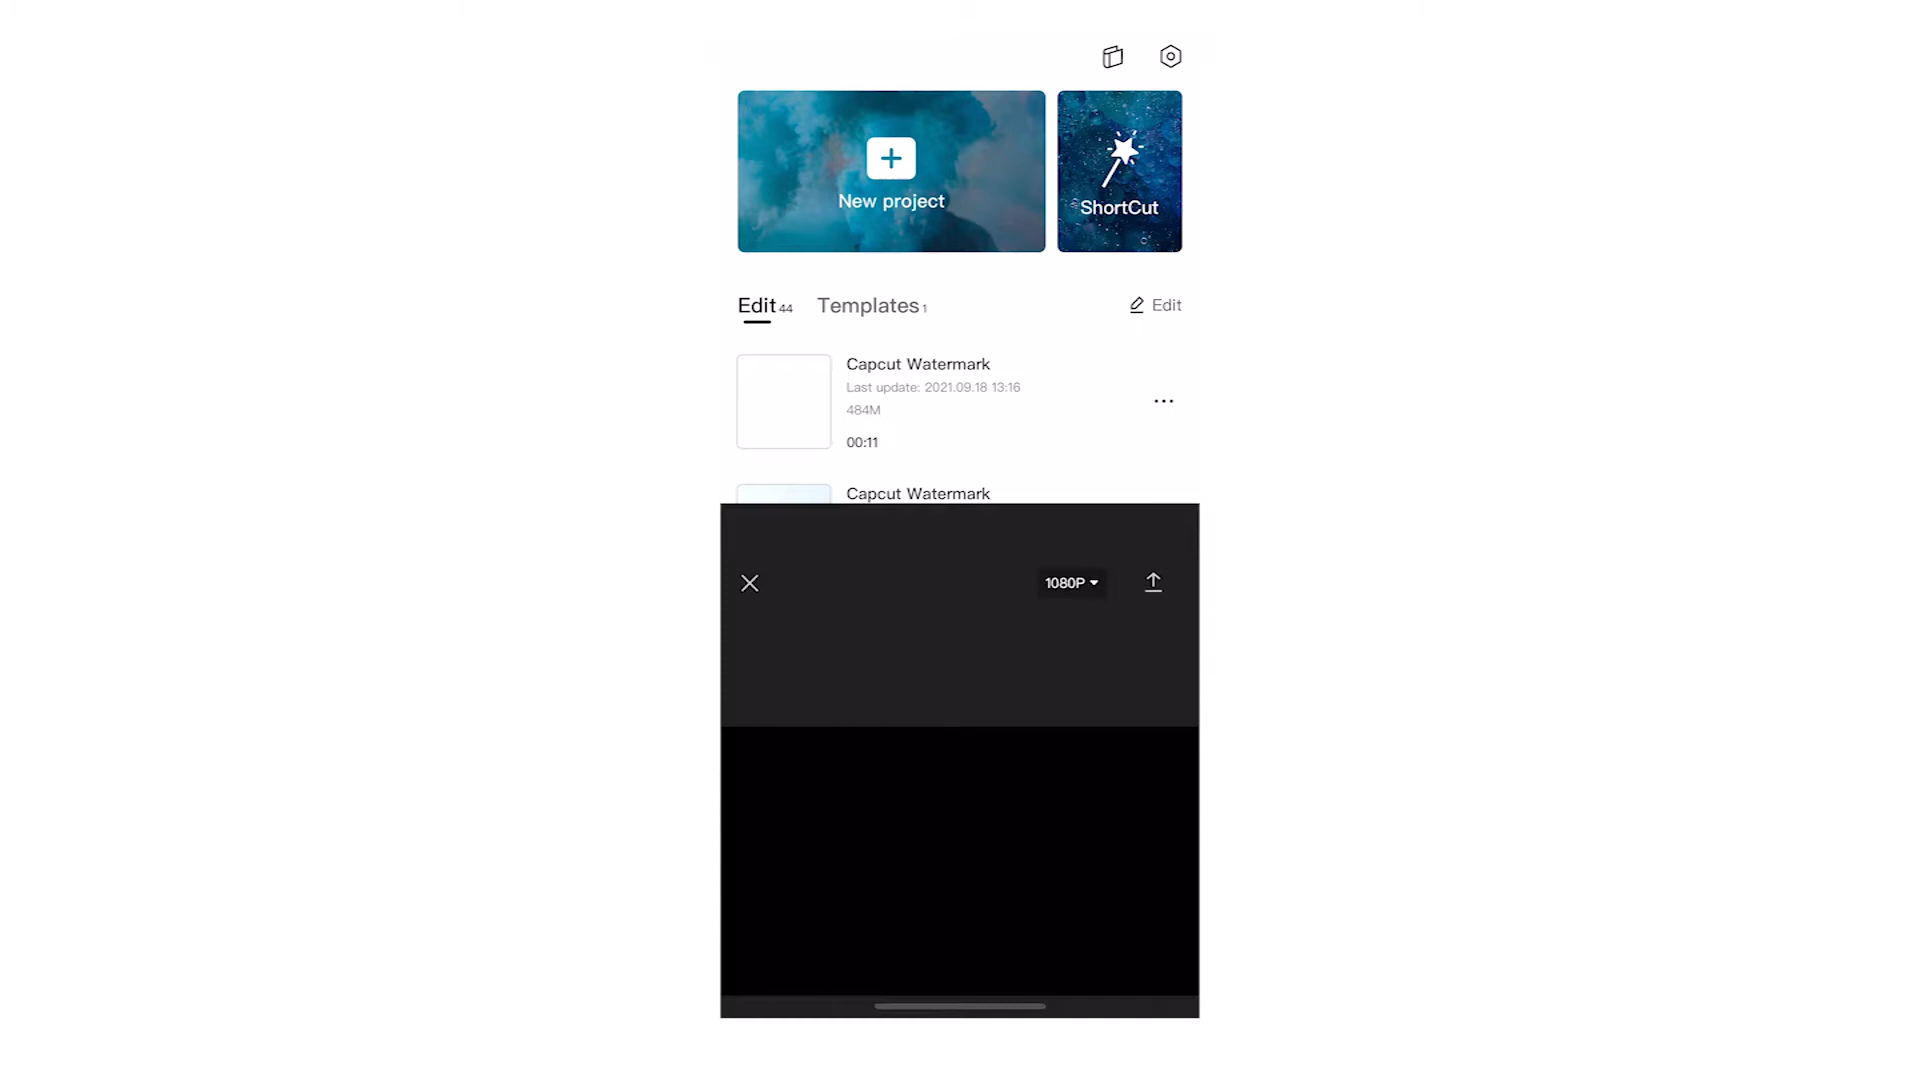 New project
ShortCut
Edit 44
Templates 1
Edit
Capcut Watermark
Last update: 2021.09.18 13:16
484M
00:11
Capcut Watermark
1080P